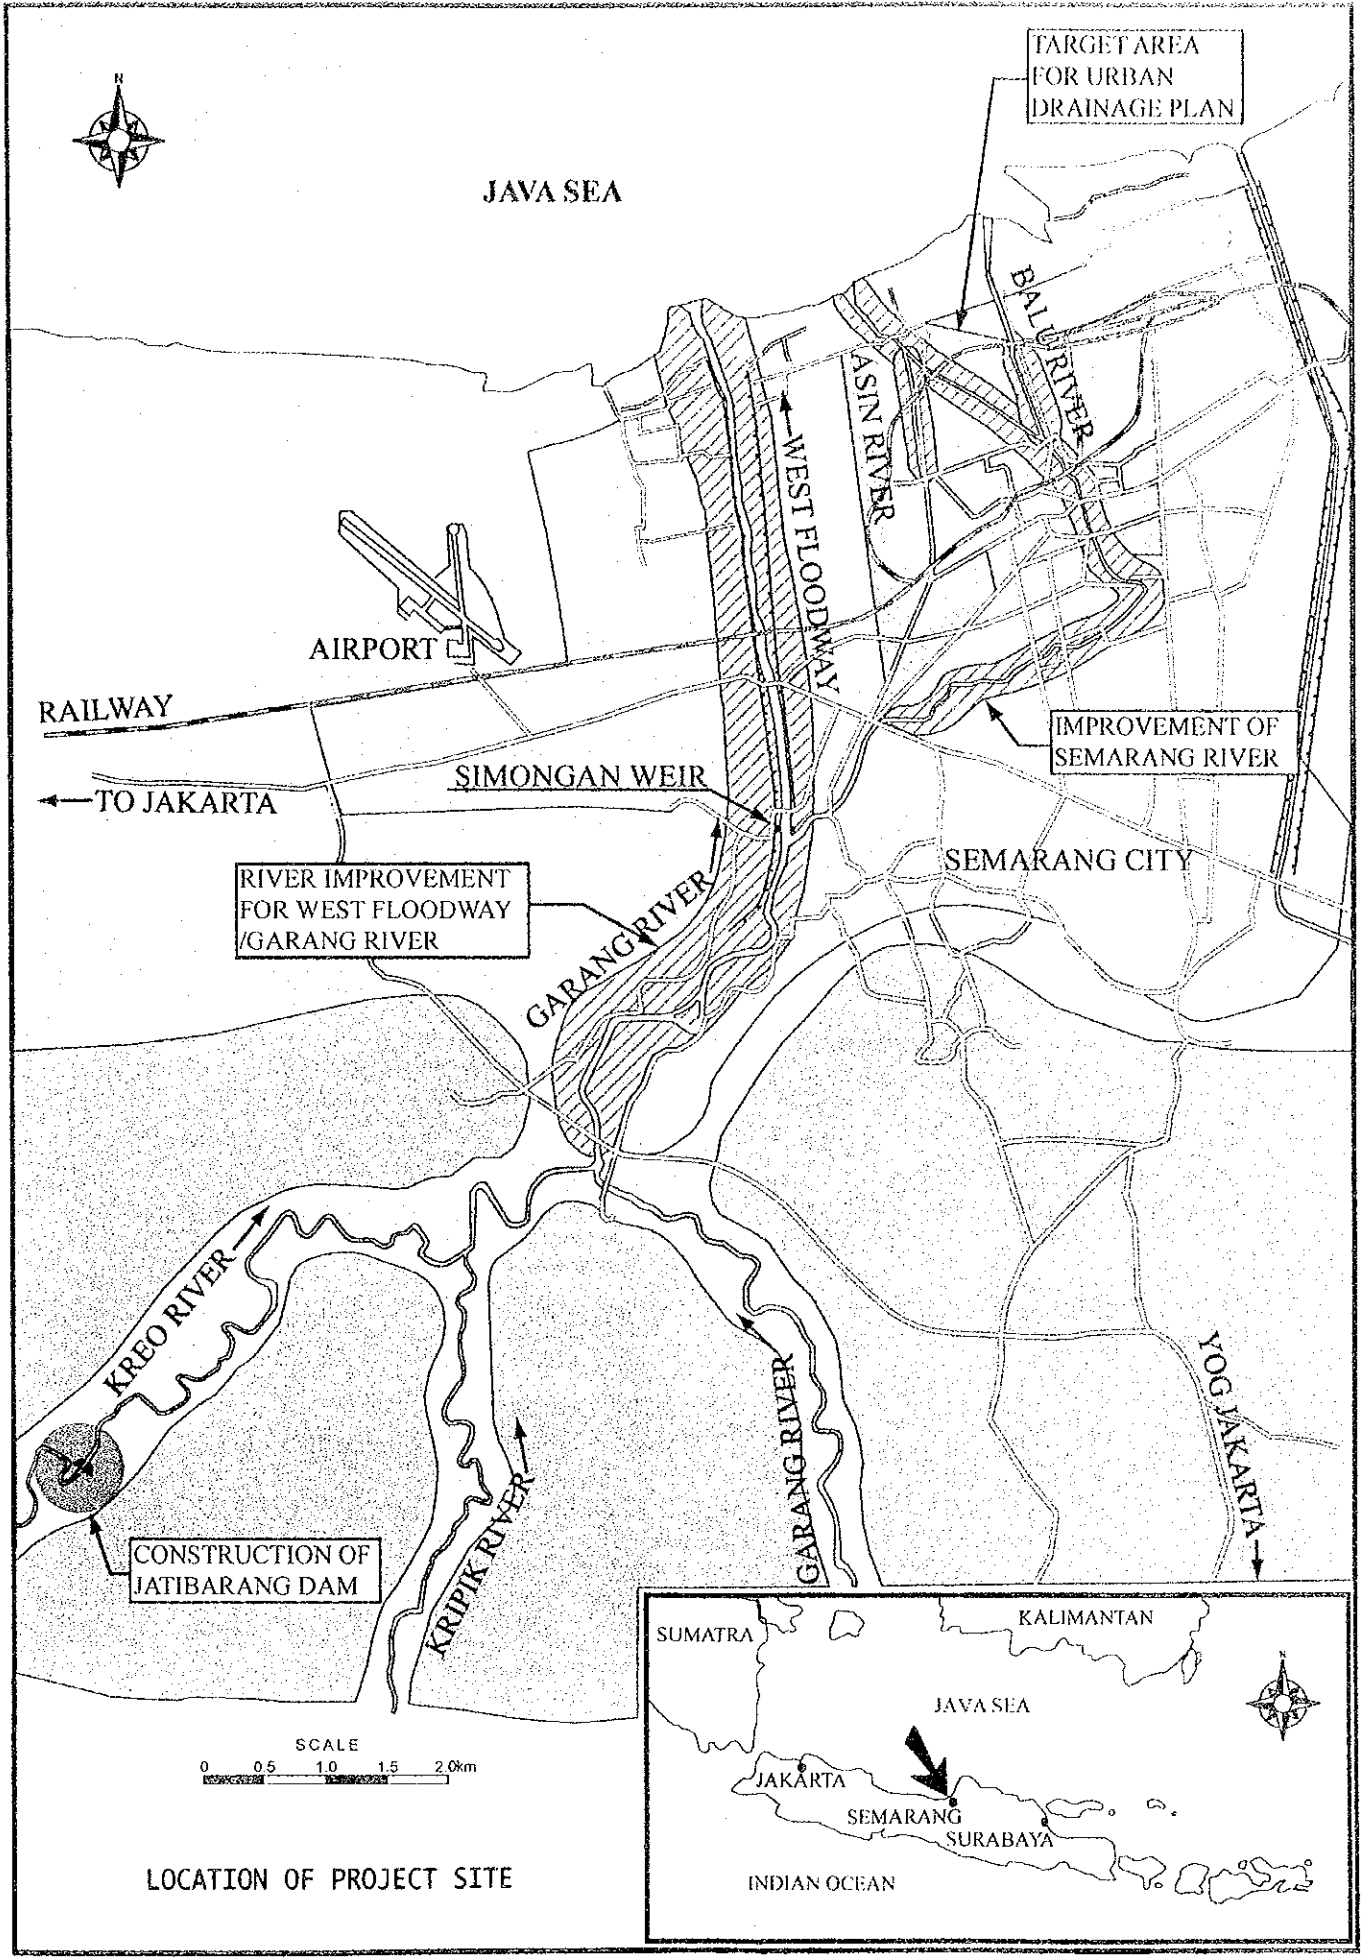 TARGET AREA
FOR URBAN
DRAINAGE PLAN
N
JAVA SEA
BALU RIVER
ASIN RIVER
WEST FLOODWAY
AIRPORT
RAILWAY
IMPROVEMENT OF
SEMARANG RIVER
SIMONGAN WEIR
TO JAKARTA
SEMARANG CITY
RIVER IMPROVEMENT
FOR WEST FLOODWAY
/GARANG RIVER
GARANG RIVER
KREO RIVER
YOGJAKARTA
GARANG RIVER
KRIPIK RIVER
CONSTRUCTION OF
JATIBARANG DAM
SCALE
0 0.5 1.0 1.5 2.0km
LOCATION OF PROJECT SITE
SUMATRA
KALIMANTAN
N
JAVA SEA
JAKARTA
SEMARANG
SURABAYA
INDIAN OCEAN